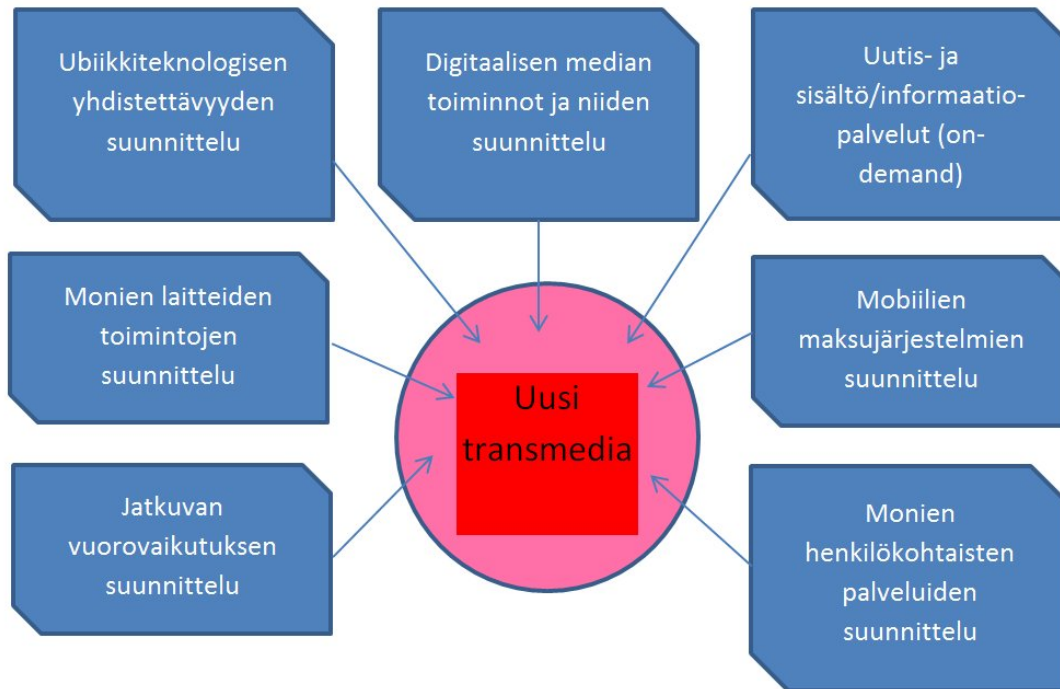 Ubiikkiteknologisen
yhdistettävyyden
suunnittelu
Digitaalisen median
toiminnot ja niiden
suunnittelu
Uutis- ja
sisältö/informaatio-
palvelut (on-
demand)
Monien laitteiden
toimintojen
suunnittelu
Uusi
transmedia
Mobiilien
maksujärjestelmien
suunnittelu
Jatkuvan
vuorovaikutuksen
suunnittelu
Monien
henkilökohtaisten
palveluiden
suunnittelu